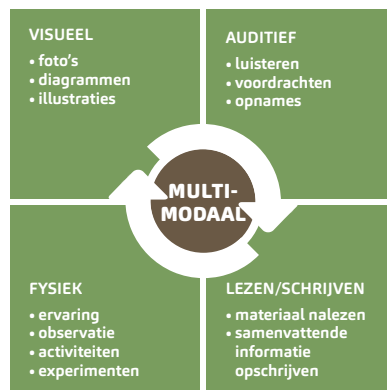 VISUEEL
• foto's
• diagrammen
• illustraties
AUDITIEF
• luisteren
• voordrachten
• opnames
MULTI-
MODAAL
FYSIEK
• ervaring
• observatie
• activiteiten
• experimenten
LEZEN/SCHRIJVEN
• materiaal nalezen
• samenvattende
informatie
opschrijven